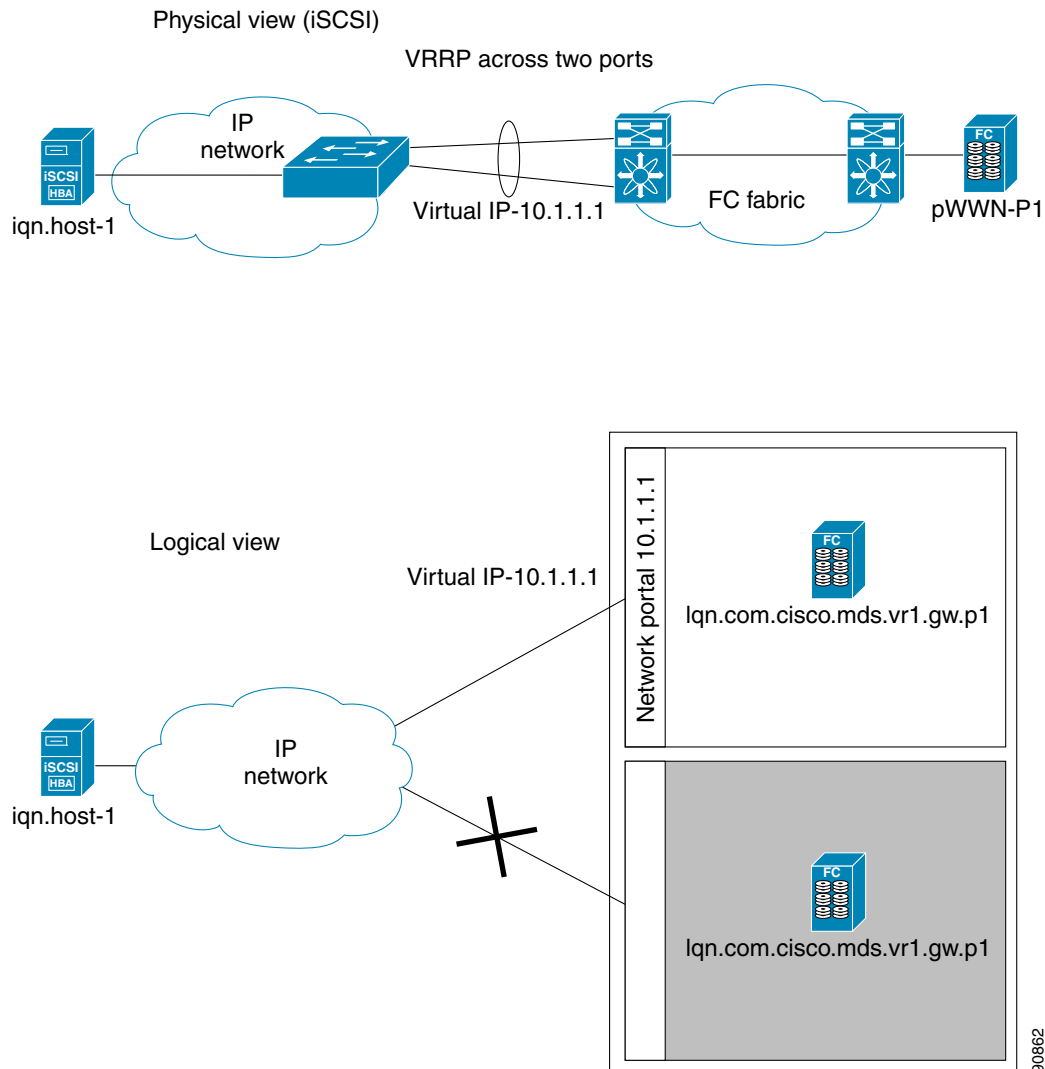 Physical view (iSCSI)
VRRP across two ports
IP
network
iSCSI
HBA
iqn.host-1
Virtual IP-10.1.1.1
FC fabric
FC
pWWN-P1
Logical view
Virtual IP-10.1.1.1
Network portal 10.1.1.1
FC
Iqn.com.cisco.mds.vr1.gw.p1
iSCSI
HBA
iqn.host-1
IP
network
FC
Iqn.com.cisco.mds.vr1.gw.p1
90862